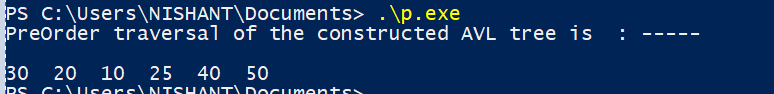 PS C:\Users\NISHANT\Documents> .\p.exe
PreOrder traversal of the constructed AVL tree is  : -----
30  20  10  25  40  50
PS C:\Users\NISHANT\Documents>